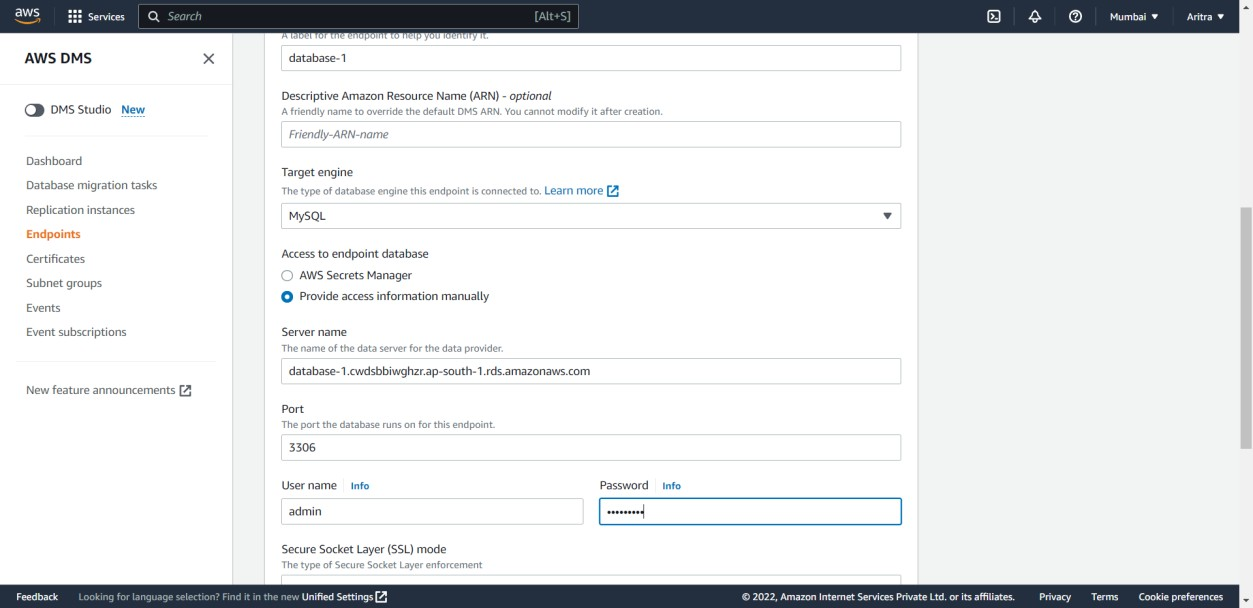 aws
Services
Search
[Alt+S]
Mumbai ▼
Aritra ▼
AWS DMS
DMS Studio New
Dashboard
Database migration tasks
Replication instances
Endpoints
Certificates
Subnet groups
Events
Event subscriptions
New feature announcements
A label for the endpoint to help you identify it.
database-1
Descriptive Amazon Resource Name (ARN) - optional
A friendly name to override the default DMS ARN. You cannot modify it after creation.
Friendly-ARN-name
Target engine
The type of database engine this endpoint is connected to. Learn more
MySQL
Access to endpoint database
AWS Secrets Manager
Provide access information manually
Server name
The name of the data server for the data provider.
database-1.cwdsbbiwghzr.ap-south-1.rds.amazonaws.com
Port
The port the database runs on for this endpoint.
3306
User name Info
admin
Password Info
•••••••••
Secure Socket Layer (SSL) mode
The type of Secure Socket Layer enforcement
Feedback
Looking for language selection? Find it in the new Unified Settings
© 2022, Amazon Internet Services Private Ltd. or its affiliates.
Privacy
Terms
Cookie preferences